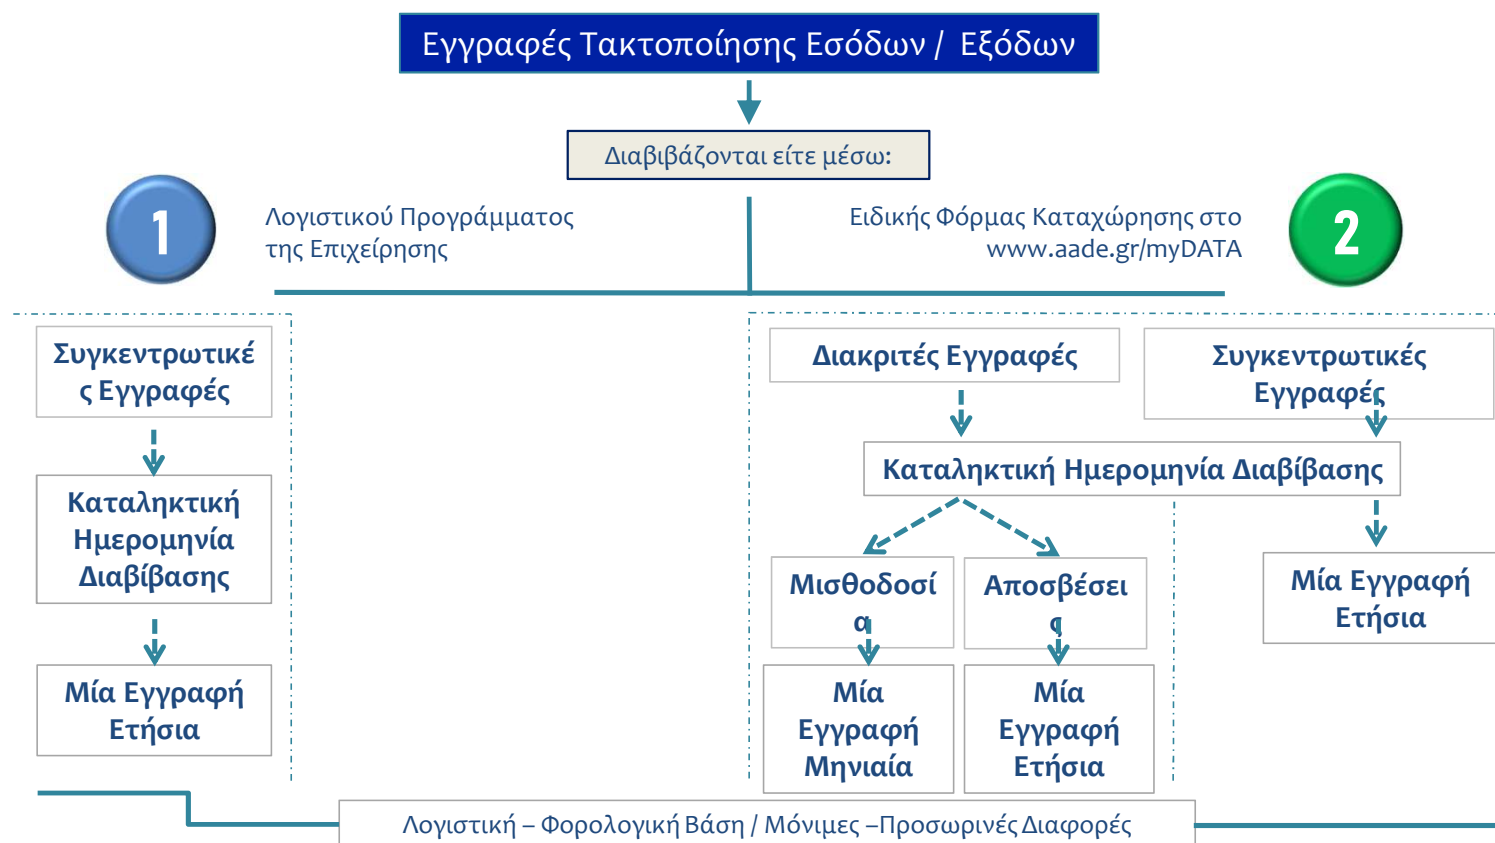 Εγγραφές Τακτοποίησης Εσόδων / Εξόδων
Διαβιβάζονται είτε μέσω:
1
Λογιστικού Προγράμματος
της Επιχείρησης
Ειδικής Φόρμας Καταχώρησης στο
www.aade.gr/myDATA
2
Συγκεντρωτικέ
ς Εγγραφές
Καταληκτική
Ημερομηνία
Διαβίβασης
Μία Εγγραφή
Ετήσια
Διακριτές Εγγραφές
Συγκεντρωτικές
Εγγραφές
Καταληκτική Ημερομηνία Διαβίβασης
Μισθοδοσί
α
Αποσβέσει
ς
Μία Εγγραφή
Ετήσια
Μία
Εγγραφή
Μηνιαία
Μία
Εγγραφή
Ετήσια
Λογιστική – Φορολογική Βάση / Μόνιμες –Προσωρινές Διαφορές